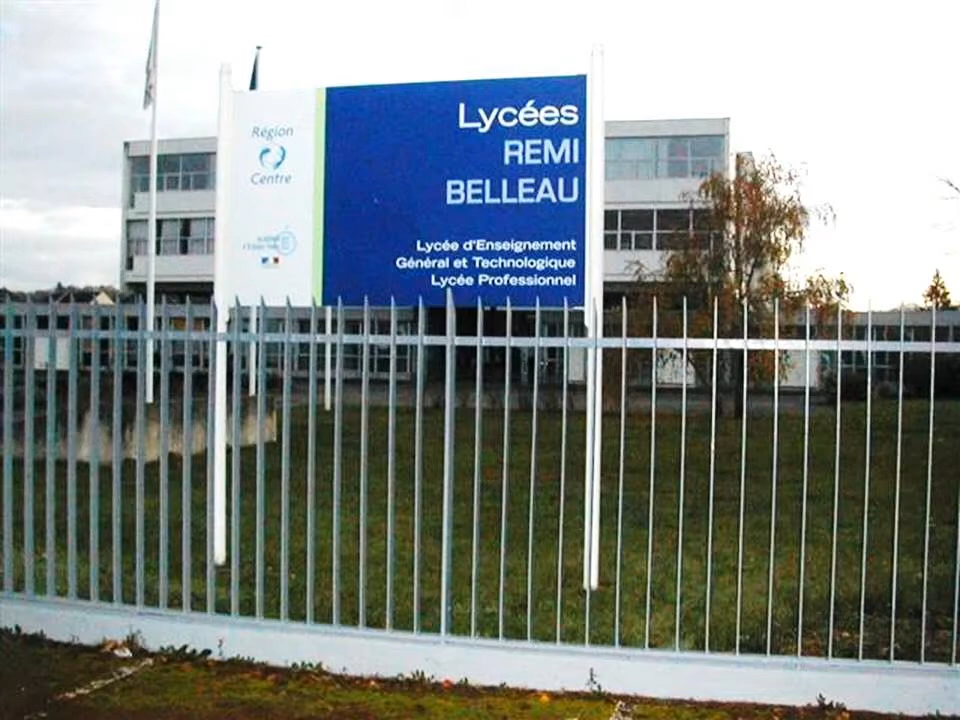 Région
Centre
Lycées
REMI
BELLEAU
Lycée d'Enseignement
Général et Technologique
Lycée Professionnel